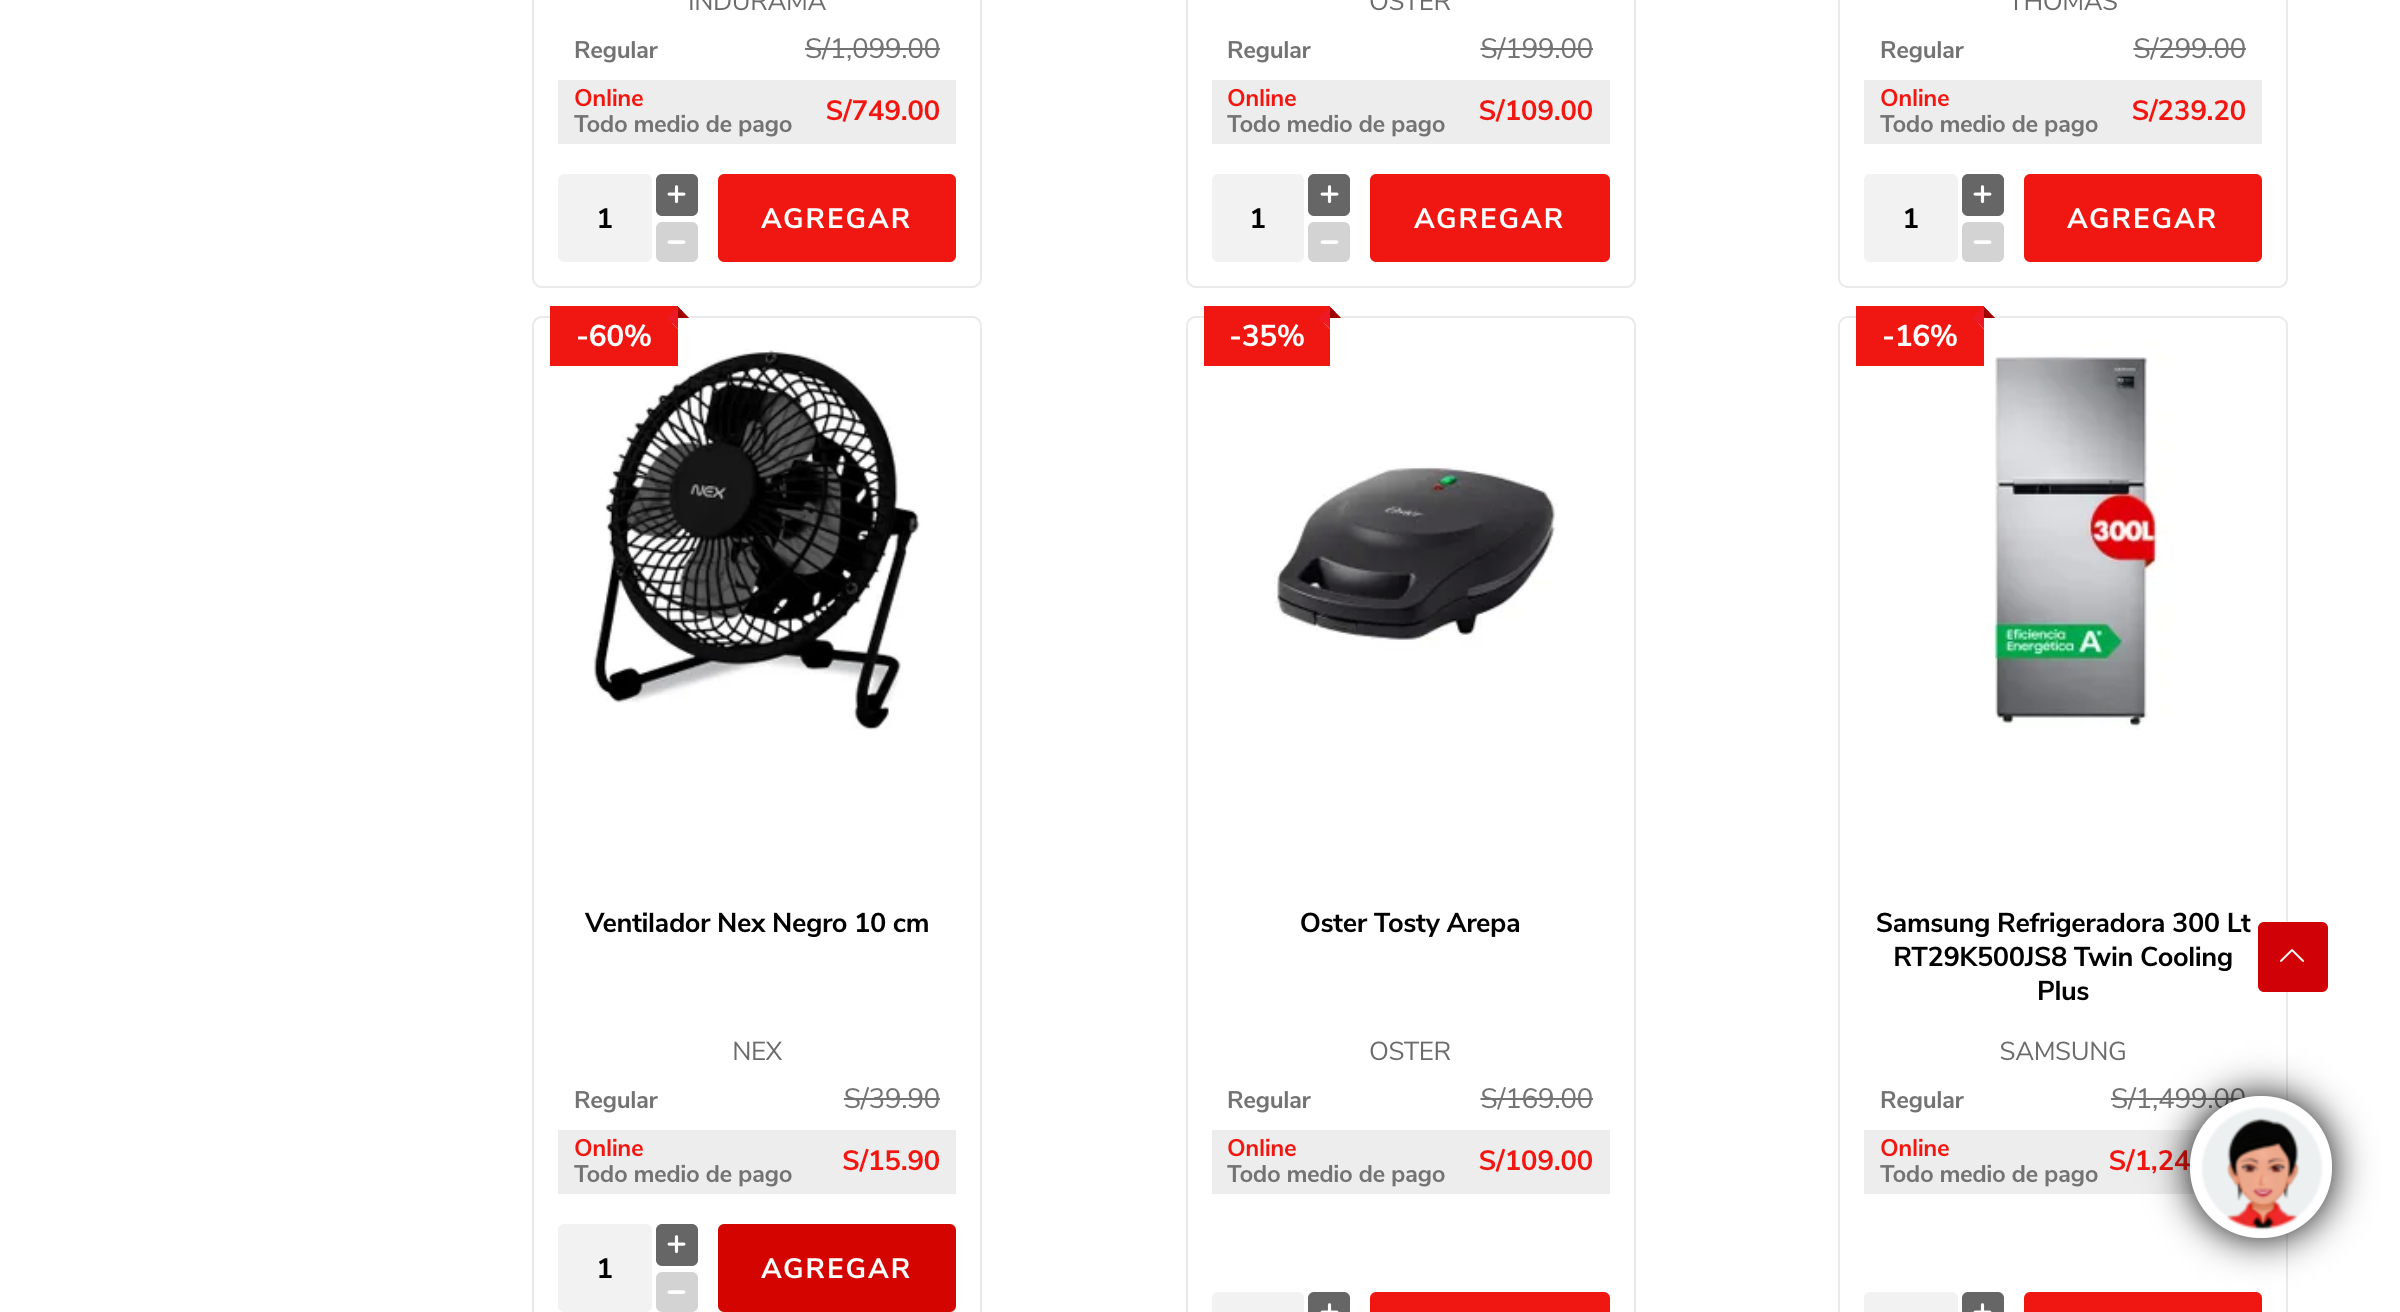 INDURAMA
Regular S/1,099.00
Online
Todo medio de pago S/749.00
1 + AGREGAR
−
OSTER
Regular S/199.00
Online
Todo medio de pago S/109.00
1 + AGREGAR
−
THOMAS
Regular S/299.00
Online
Todo medio de pago S/239.20
1 + AGREGAR
−
-60%
NEX
Ventilador Nex Negro 10 cm
NEX
Regular S/39.90
Online
Todo medio de pago S/15.90
1 + AGREGAR
−
-35%
Oster
Oster Tosty Arepa
OSTER
Regular S/169.00
Online
Todo medio de pago S/109.00
+
-16%
300L
Eficiencia
Energética A+
Samsung Refrigeradora 300 Lt
RT29K500JS8 Twin Cooling
Plus
SAMSUNG
Regular S/1,499.00
Online
Todo medio de pago S/1,24
+